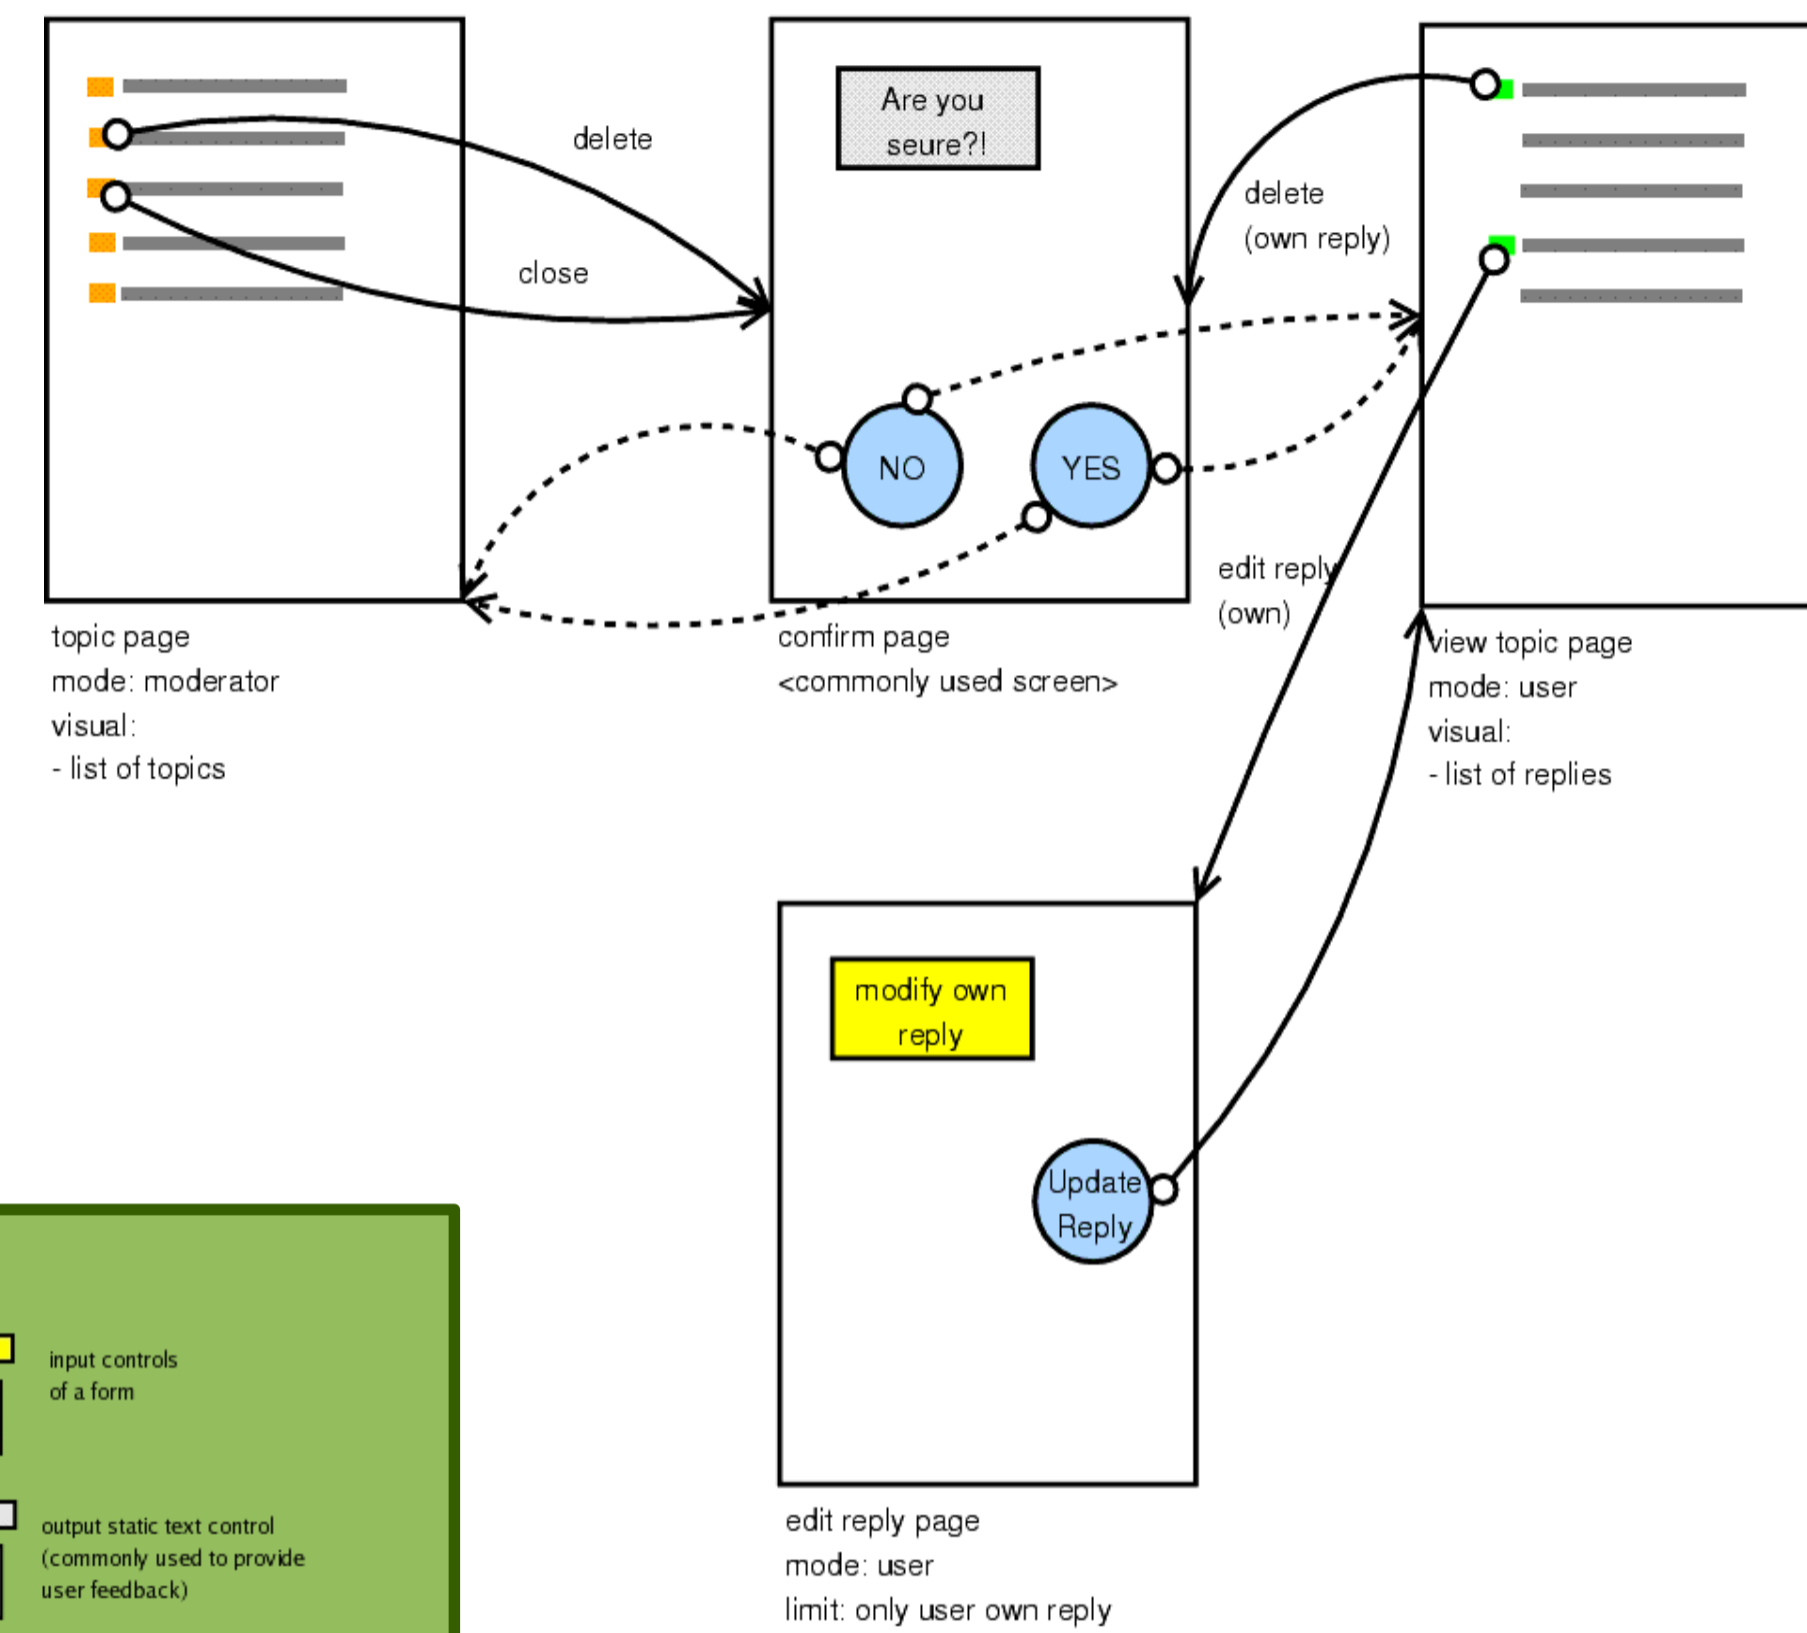 Are you
seure?!
delete
close
delete
(own reply)
NO
YES
edit reply
(own)
topic page
mode: moderator
visual:
- list of topics
confirm page
<commonly used screen>
view topic page
mode: user
visual:
- list of replies
modify own
reply
Update
Reply
edit reply page
mode: user
limit: only user own reply
input controls
of a form
output static text control
(commonly used to provide
user feedback)